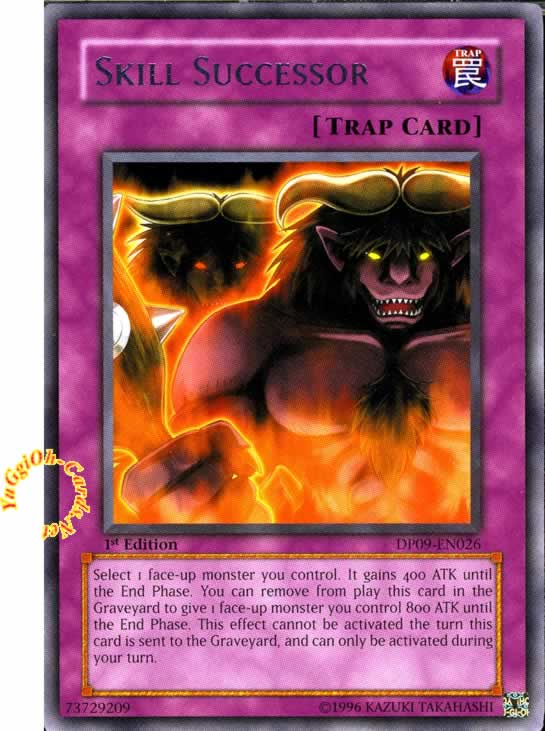 Skill Successor
TRAP
罠
[Trap Card]
YuGgiOh-Cards.Net
1st Edition
DP09-EN026
Select 1 face-up monster you control. It gains 400 ATK until
the End Phase. You can remove from play this card in the
Graveyard to give 1 face-up monster you control 800 ATK until
the End Phase. This effect cannot be activated the turn this
card is sent to the Graveyard, and can only be activated during
your turn.
73729209
©1996 KAZUKI TAKAHASHI